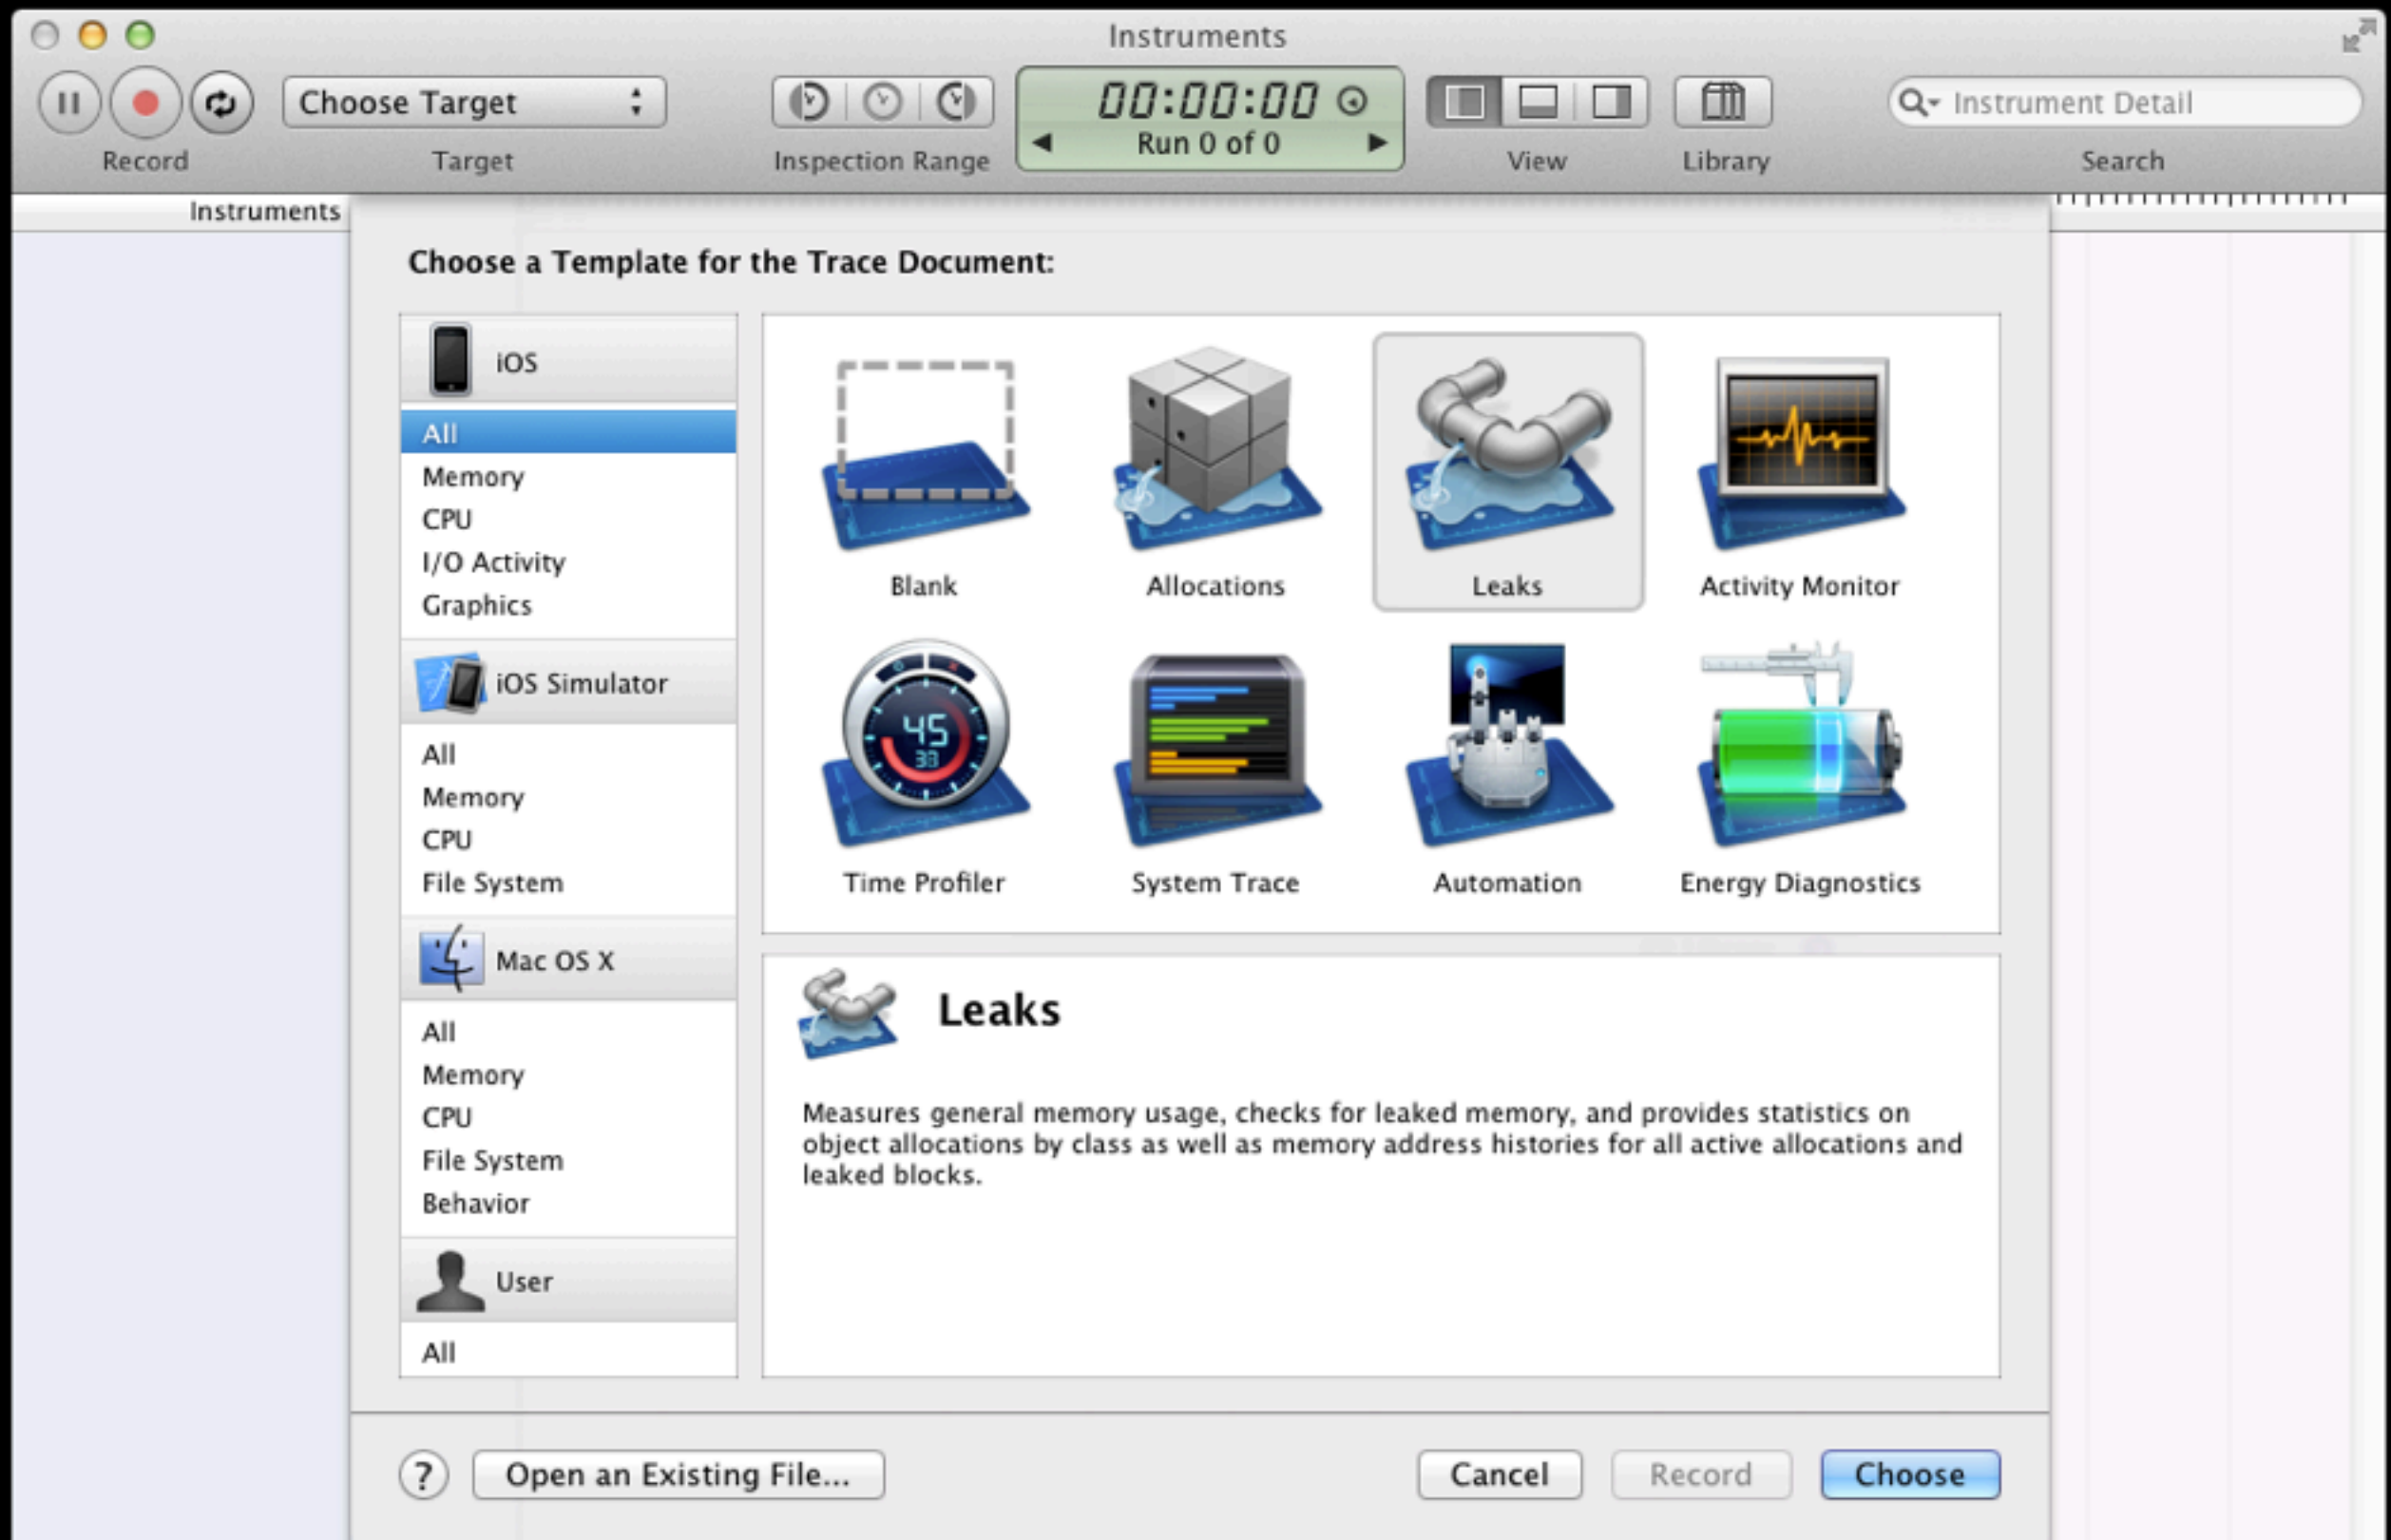 Instruments
Choose Target
00:00:00
Run 0 of 0
Instrument Detail
Record
Target
Inspection Range
View
Library
Search
Instruments
Choose a Template for the Trace Document:
iOS
All
Memory
CPU
I/O Activity
Graphics
iOS Simulator
All
Memory
CPU
File System
Mac OS X
All
Memory
CPU
File System
Behavior
User
All
Blank
Allocations
Leaks
Activity Monitor
45
33
Time Profiler
System Trace
Automation
Energy Diagnostics
Leaks
Measures general memory usage, checks for leaked memory, and provides statistics on
object allocations by class as well as memory address histories for all active allocations and
leaked blocks.
?
Open an Existing File...
Cancel
Record
Choose